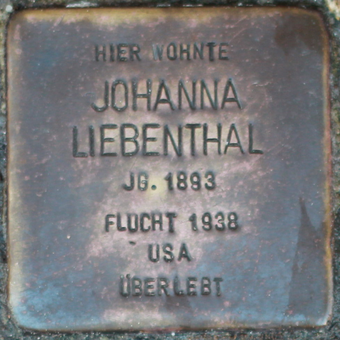 HIER WOHNTE
JOHANNA
LIEBENTHAL
JG. 1893
FLUCHT 1938
USA
ÜBERLEBT